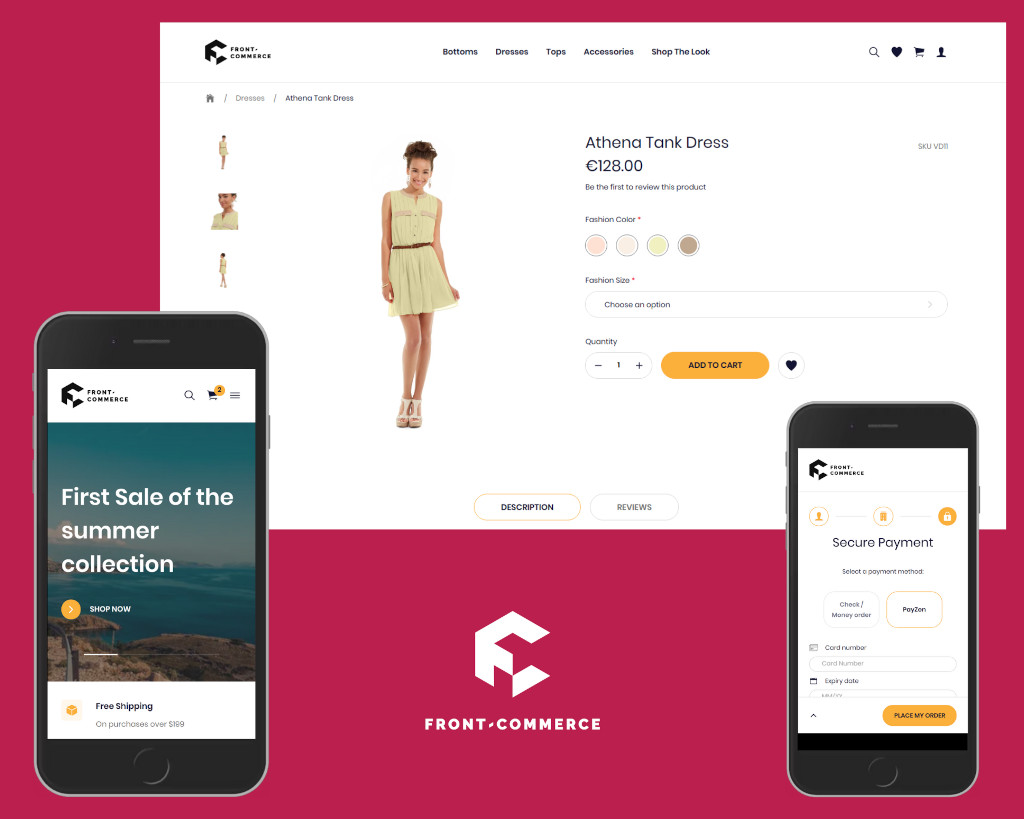 FRONT-
COMMERCE
Bottoms Dresses Tops Accessories Shop The Look
/ Dresses / Athena Tank Dress
Athena Tank Dress
SKU VD11
€128.00
Be the first to review this product
Fashion Color *
Fashion Size *
Choose an option
Quantity
− 1 +
ADD TO CART
DESCRIPTION
REVIEWS
FRONT-
COMMERCE
2
First Sale of the
summer
collection
SHOP NOW
Free Shipping
On purchases over $199
FRONT-COMMERCE
FRONT-
COMMERCE
Secure Payment
Select a payment method:
Check /
Money order
PayZen
Card number
Card Number
Expiry date
PLACE MY ORDER